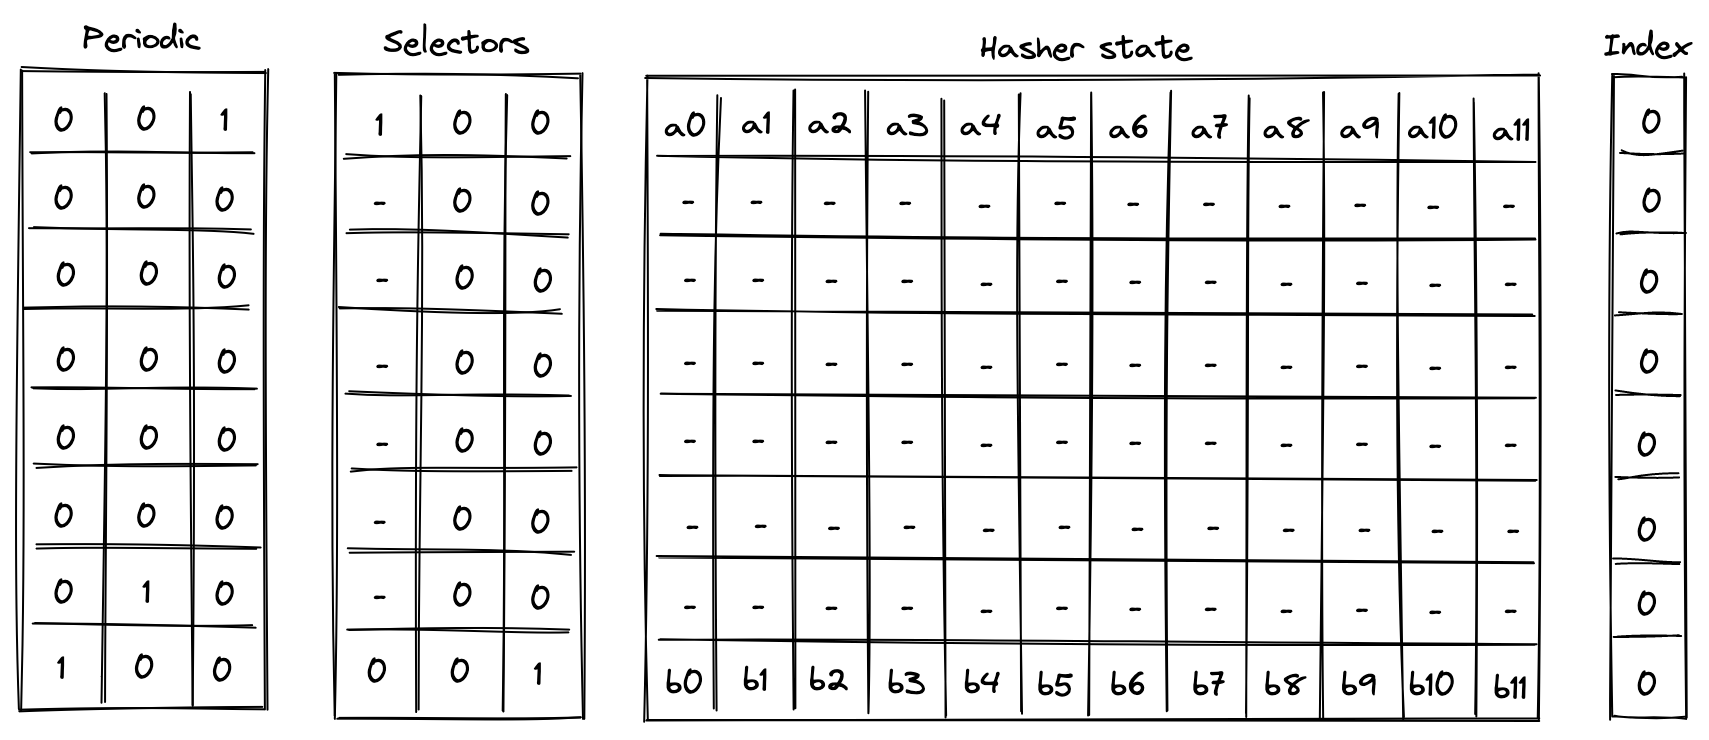 Periodic Selectors Hasher state Index
0 0 1 1 0 0 a0 a1 a2 a3 a4 a5 a6 a7 a8 a9 a10 a11 0
0 0 0 - 0 0 - - - - - - - - - - - - 0
0 0 0 - 0 0 - - - - - - - - - - - - 0
0 0 0 - 0 0 - - - - - - - - - - - - 0
0 0 0 - 0 0 - - - - - - - - - - - - 0
0 0 0 - 0 0 - - - - - - - - - - - - 0
0 1 0 - 0 0 - - - - - - - - - - - - 0
1 0 0 0 0 1 b0 b1 b2 b3 b4 b5 b6 b7 b8 b9 b10 b11 0